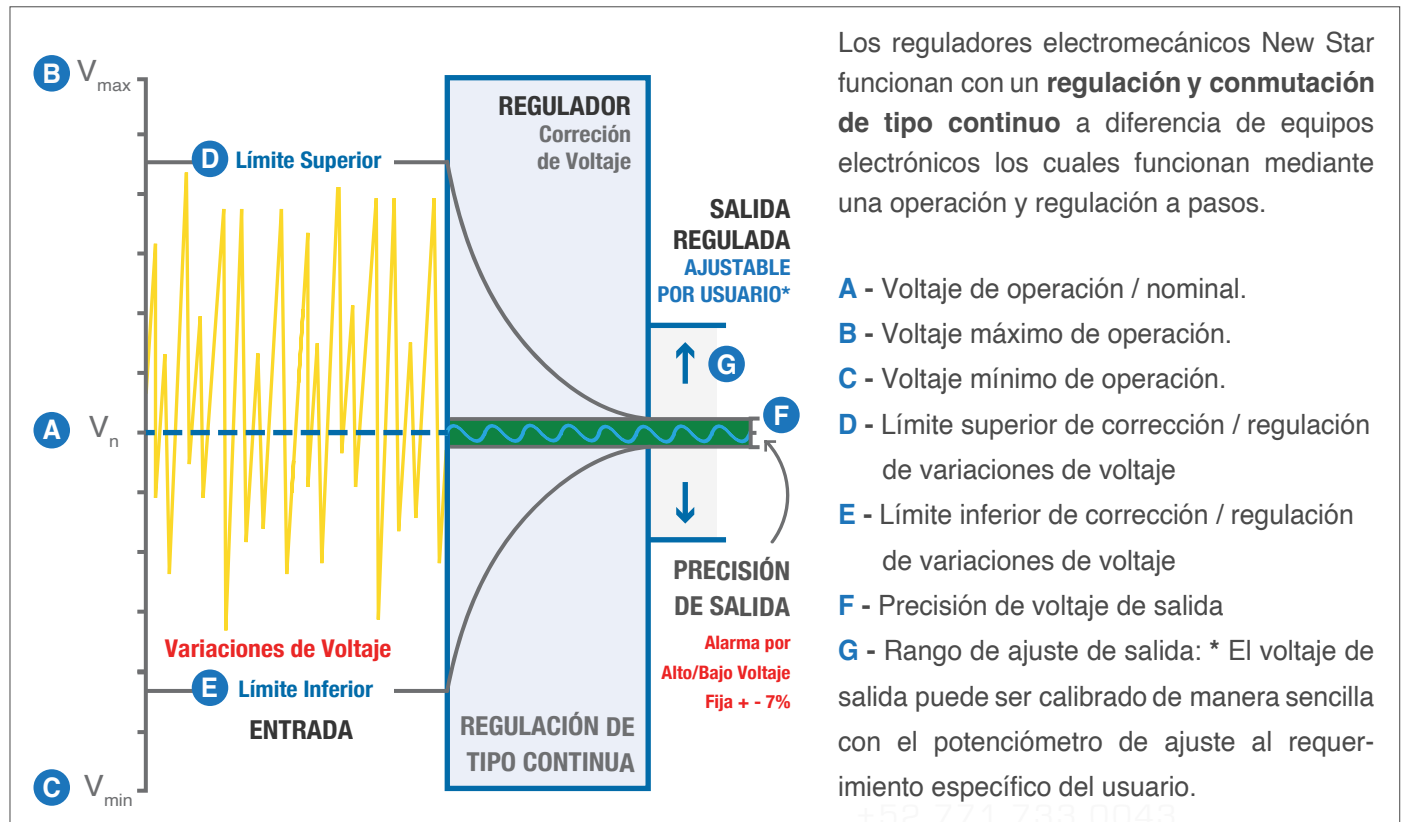 B V max
D Límite Superior
A V n
Variaciones de Voltaje
E Límite Inferior
ENTRADA
C V min
REGULADOR
Correción
de Voltaje
REGULACIÓN DE
TIPO CONTINUA
SALIDA
REGULADA
AJUSTABLE
POR USUARIO*
G
F
PRECISIÓN
DE SALIDA
Alarma por
Alto/Bajo Voltaje
Fija + - 7%
Los reguladores electromecánicos New Star
funcionan con un regulación y conmutación
de tipo continuo a diferencia de equipos
electrónicos los cuales funcionan mediante
una operación y regulación a pasos.
A - Voltaje de operación / nominal.
B - Voltaje máximo de operación.
C - Voltaje mínimo de operación.
D - Límite superior de corrección / regulación
de variaciones de voltaje
E - Límite inferior de corrección / regulación
de variaciones de voltaje
F - Precisión de voltaje de salida
G - Rango de ajuste de salida: * El voltaje de
salida puede ser calibrado de manera sencilla
con el potenciómetro de ajuste al requer-
imiento específico del usuario.
+52 771 733 0043